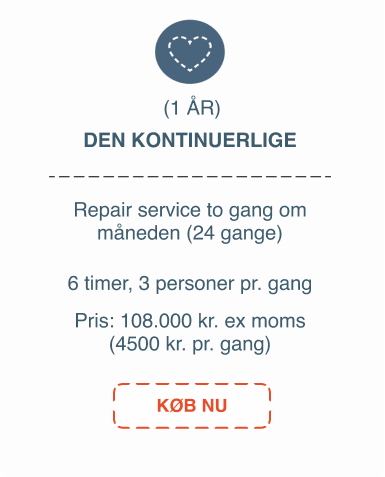 (1 ÅR)
DEN KONTINUERLIGE
Repair service to gang om
måneden (24 gange)
6 timer, 3 personer pr. gang
Pris: 108.000 kr. ex moms
(4500 kr. pr. gang)
KØB NU